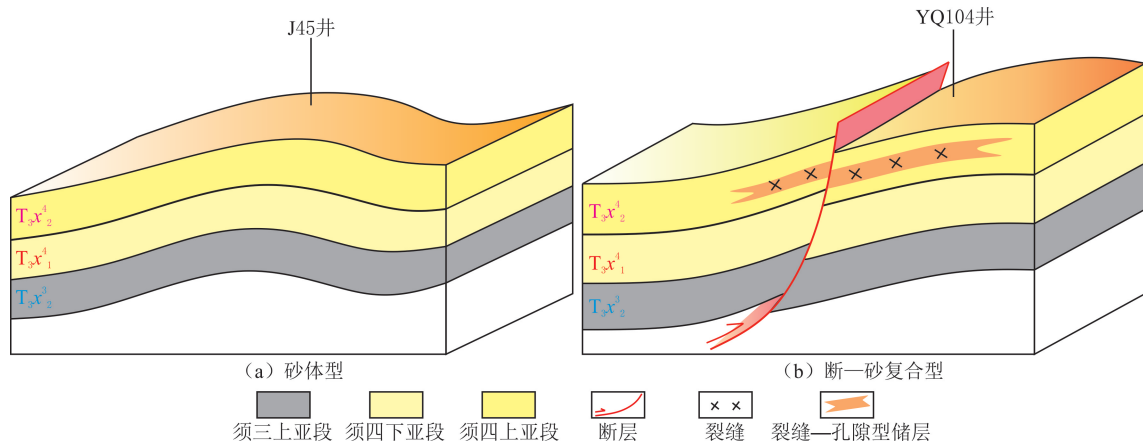 J45井
YQ104井
T₃x⁴₂
T₃x⁴₁
T₃x³₂
T₃x⁴₂
T₃x⁴₁
T₃x³₂
(a) 砂体型
(b) 断—砂复合型
须三上亚段 须四下亚段 须四上亚段 断层 裂缝 裂缝—孔隙型储层